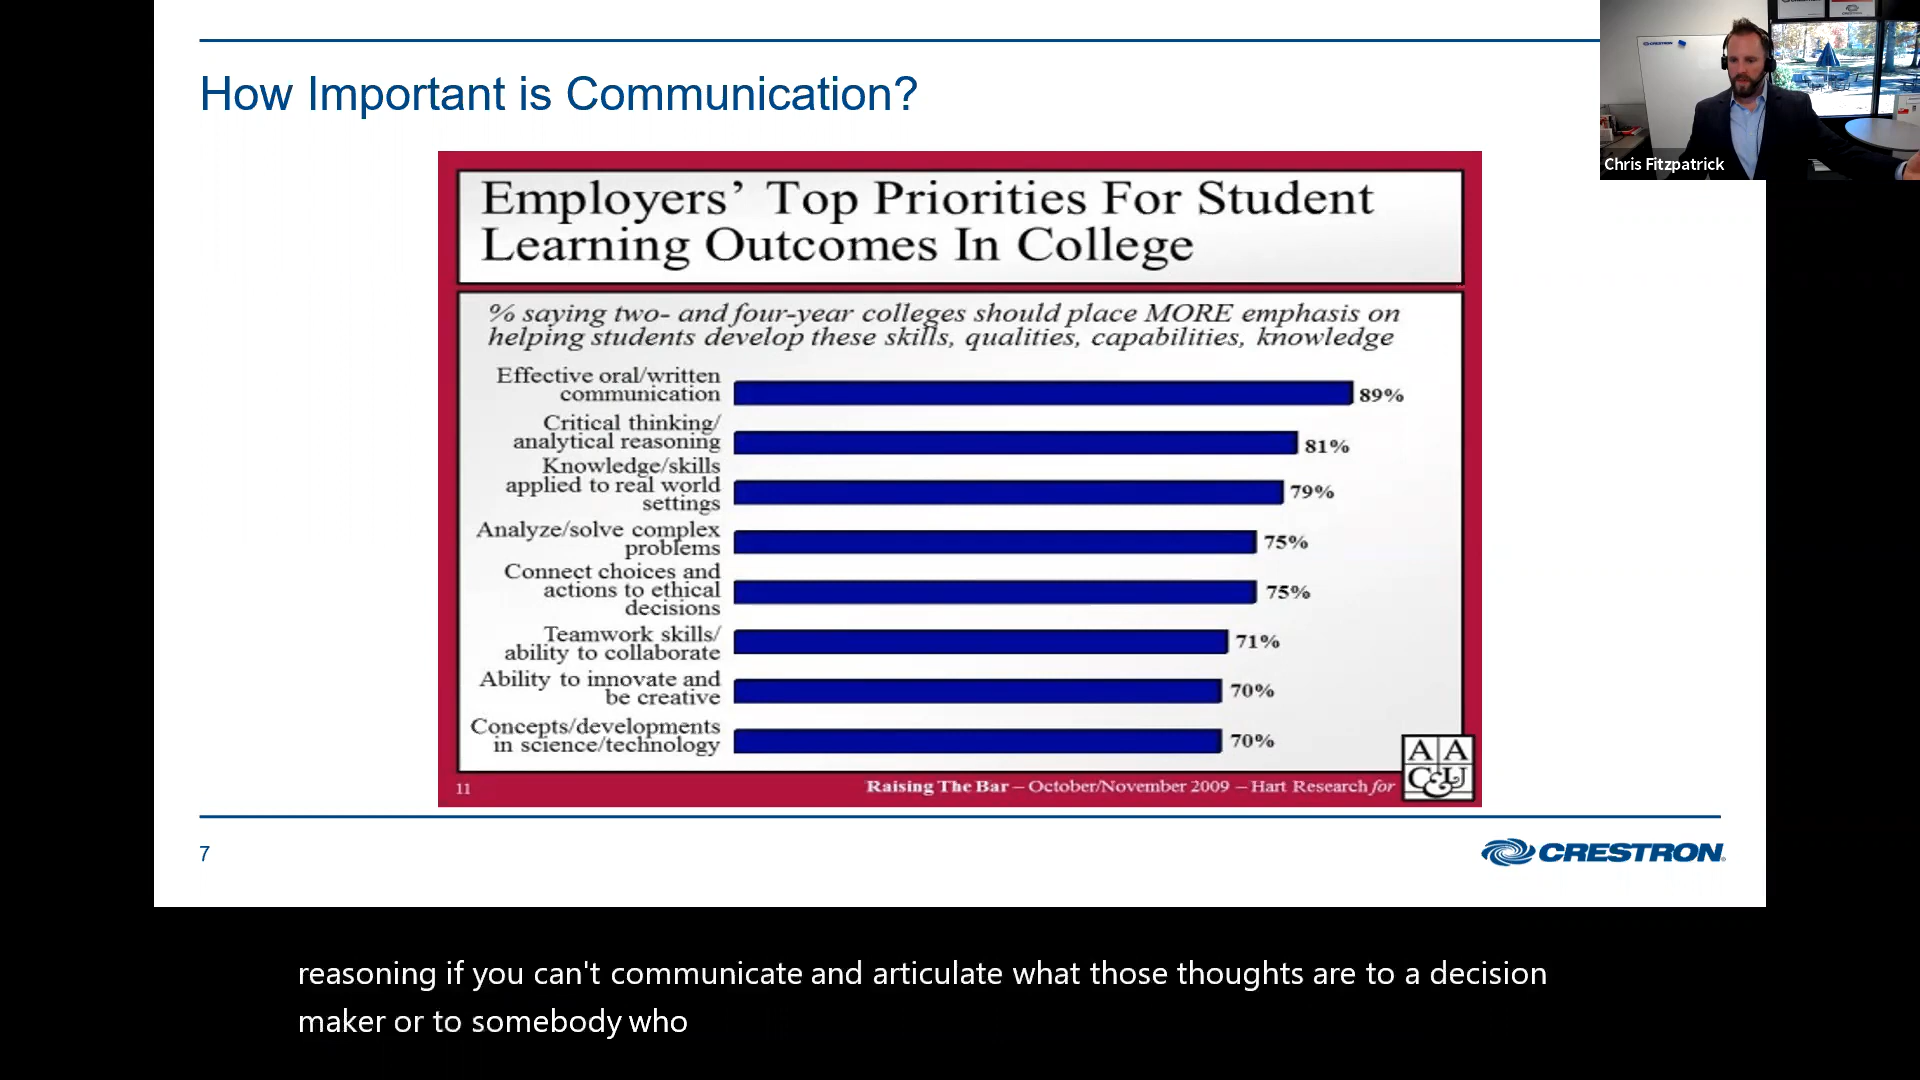 How Important is Communication?
Chris Fitzpatrick
Employers’ Top Priorities For Student
Learning Outcomes In College
% saying two- and four-year colleges should place MORE emphasis on
helping students develop these skills, qualities, capabilities, knowledge
Effective oral/written
communication
89%
Critical thinking/
analytical reasoning
81%
Knowledge/skills
applied to real world
settings
79%
Analyze/solve complex
problems
75%
Connect choices and
actions to ethical
decisions
75%
Teamwork skills/
ability to collaborate
71%
Ability to innovate and
be creative
70%
Concepts/developments
in science/technology
70%
11
Raising The Bar – October/November 2009 – Hart Research for
AA
C&U
7
CRESTRON
reasoning if you can't communicate and articulate what those thoughts are to a decision
maker or to somebody who